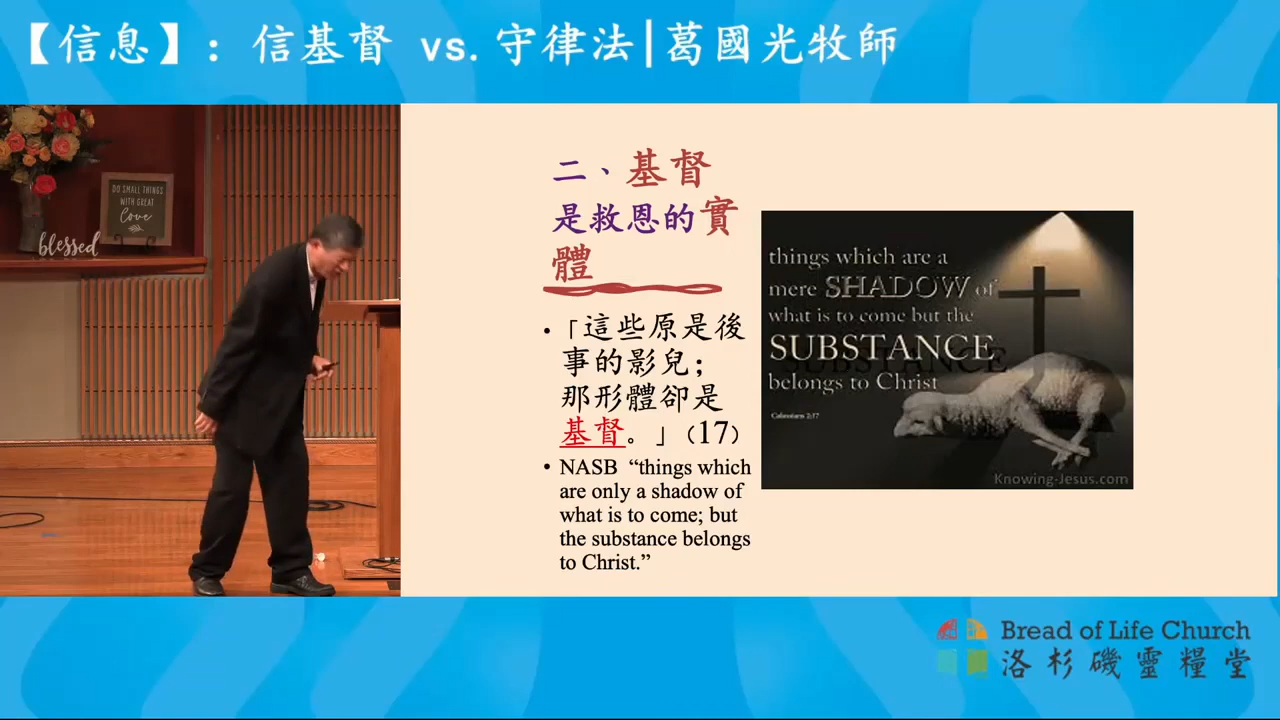 【信息】：信基督 vs. 守律法|葛國光牧師
DO SMALL THINGS
WITH GREAT
Love
blessed
二、基督
是救恩的實
體
•「這些原是後
事的影兒；
那形體卻是
基督。」（17）
• NASB “things which
are only a shadow of
what is to come; but
the substance belongs
to Christ.”
things which are a
mere SHADOW of
what is to come but the
SUBSTANCE
belongs to Christ
Colossians 2:17
Knowing-Jesus.com
Bread of Life Church
洛杉磯靈糧堂